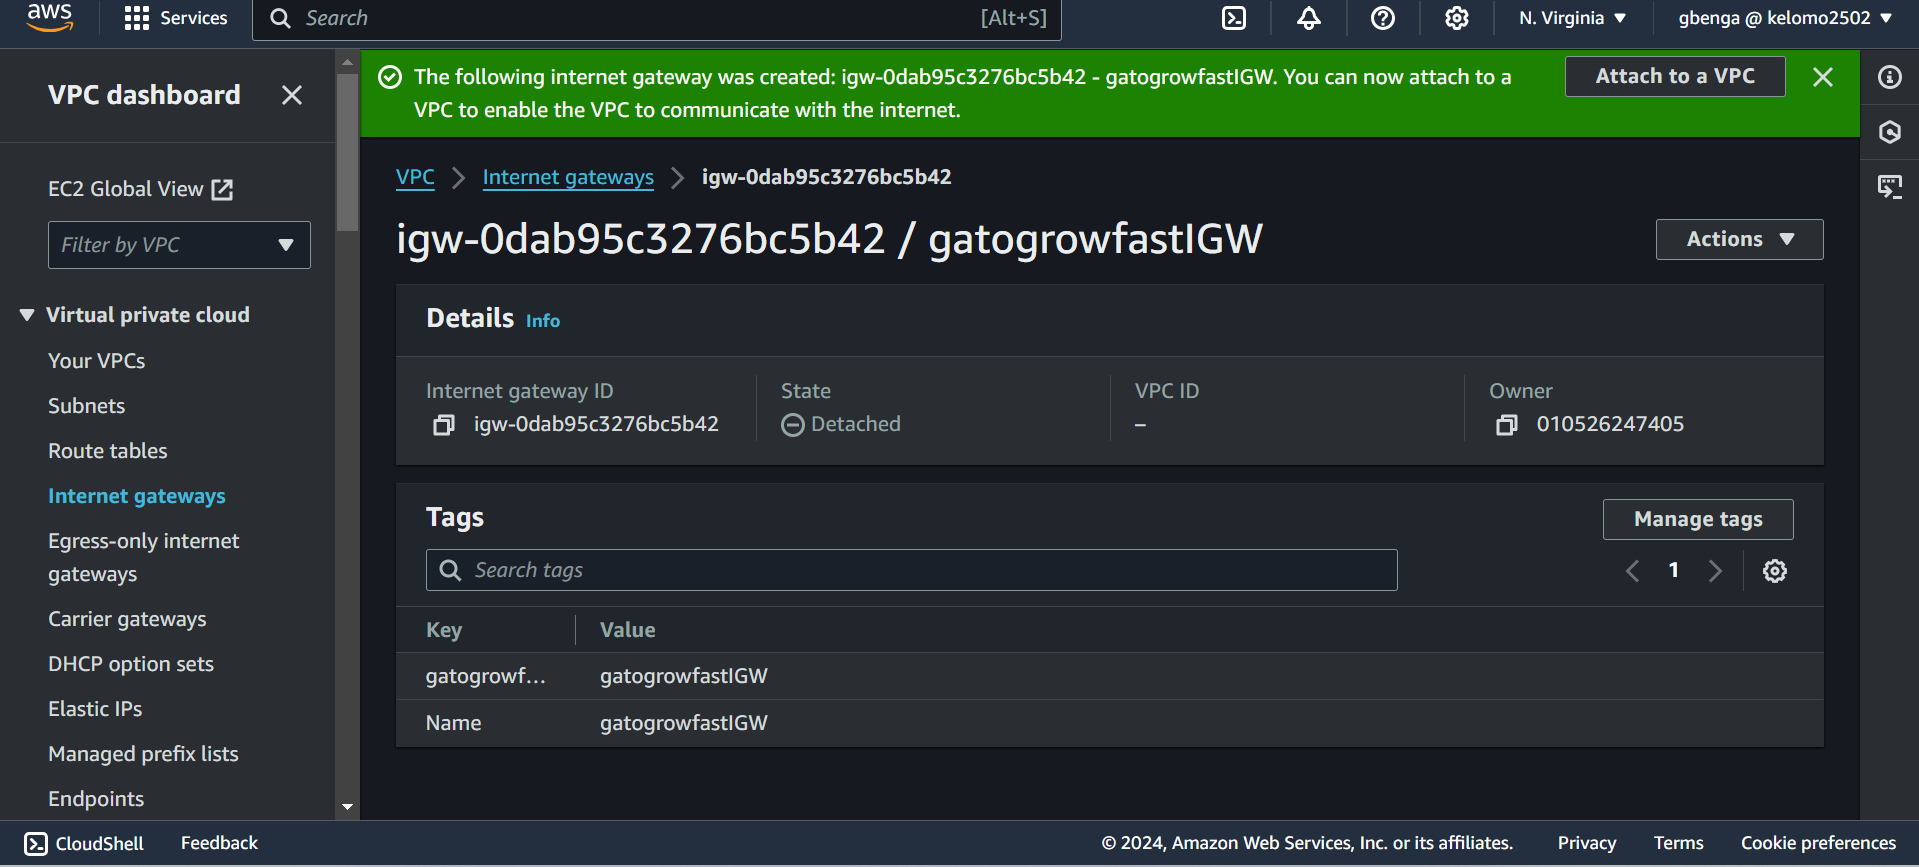 aws
Services
Search
[Alt+S]
N. Virginia
gbenga @ kelomo2502
VPC dashboard
EC2 Global View
Filter by VPC
Virtual private cloud
Your VPCs
Subnets
Route tables
Internet gateways
Egress-only internet
gateways
Carrier gateways
DHCP option sets
Elastic IPs
Managed prefix lists
Endpoints
The following internet gateway was created: igw-0dab95c3276bc5b42 - gatogrowfastIGW. You can now attach to a
VPC to enable the VPC to communicate with the internet.
Attach to a VPC
VPC
Internet gateways
igw-0dab95c3276bc5b42
igw-0dab95c3276bc5b42 / gatogrowfastIGW
Actions
Details Info
Internet gateway ID
igw-0dab95c3276bc5b42
State
Detached
VPC ID
–
Owner
010526247405
Tags
Manage tags
Search tags
1
Key
Value
gatogrowf...
gatogrowfastIGW
Name
gatogrowfastIGW
CloudShell
Feedback
© 2024, Amazon Web Services, Inc. or its affiliates.
Privacy
Terms
Cookie preferences